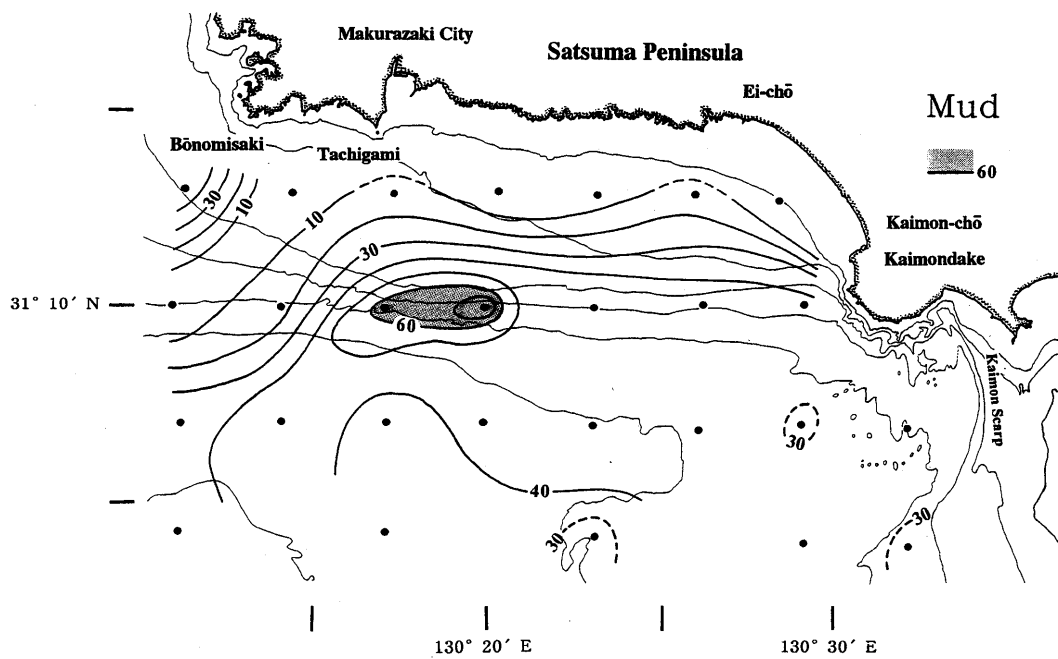 Makurazaki City
Satsuma Peninsula
Ei-chō
Mud
60
Bōnomisaki
Tachigami
30
10
10
30
Kaimon-chō
Kaimondake
31° 10′ N
60
Kaimon Scarp
30
40
30
30
130° 20′ E
130° 30′ E